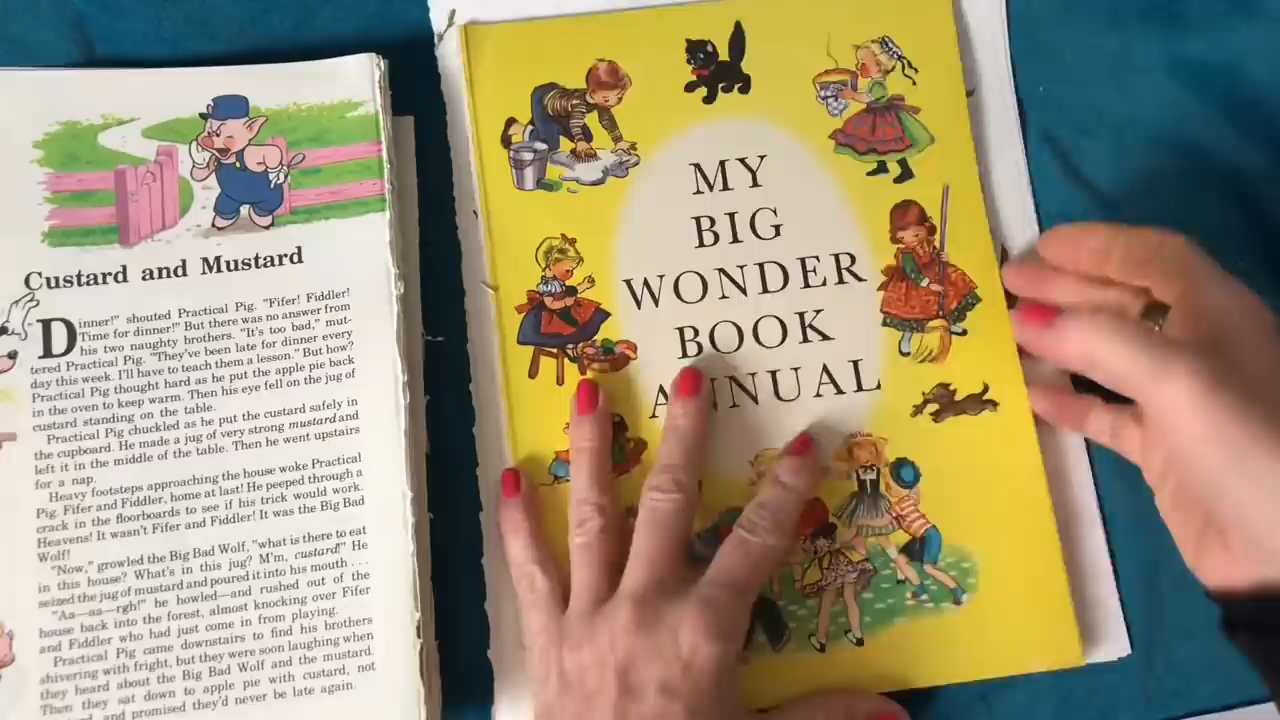 Custard and Mustard
Dinner!" shouted Practical Pig. "Fifer! Fiddler!
Time for dinner!" But there was no answer from
his two naughty brothers. "It's too bad," mut-
tered Practical Pig. "They've been late for dinner every
day this week. I'll have to teach them a lesson." But how?
Practical Pig thought hard as he put the apple pie back
in the oven to keep warm. Then his eye fell on the jug of
custard standing on the table.
Practical Pig chuckled as he put the custard safely in
the cupboard. He made a jug of very strong mustard and
left it in the middle of the table. Then he went upstairs
for a nap.
Heavy footsteps approaching the house woke Practical
Pig. Fifer and Fiddler, home at last! He peeped through a
crack in the floorboards to see if his trick would work.
Heavens! It wasn't Fifer and Fiddler! It was the Big Bad
Wolf!
"Now," growled the Big Bad Wolf, "what is there to eat
in this house? What's in this jug? M'm, custard!" He
seized the jug of mustard and poured it into his mouth . . .
"Aa—aa—rgh!" he howled—and rushed out of the
house back into the forest, almost knocking over Fifer
and Fiddler who had just come in from playing.
Practical Pig came downstairs to find his brothers
shivering with fright, but they were soon laughing when
they heard about the Big Bad Wolf and the mustard.
Then they sat down to apple pie with custard, not
and promised they'd never be late again.
MY
BIG
WONDER
BOOK
ANNUAL